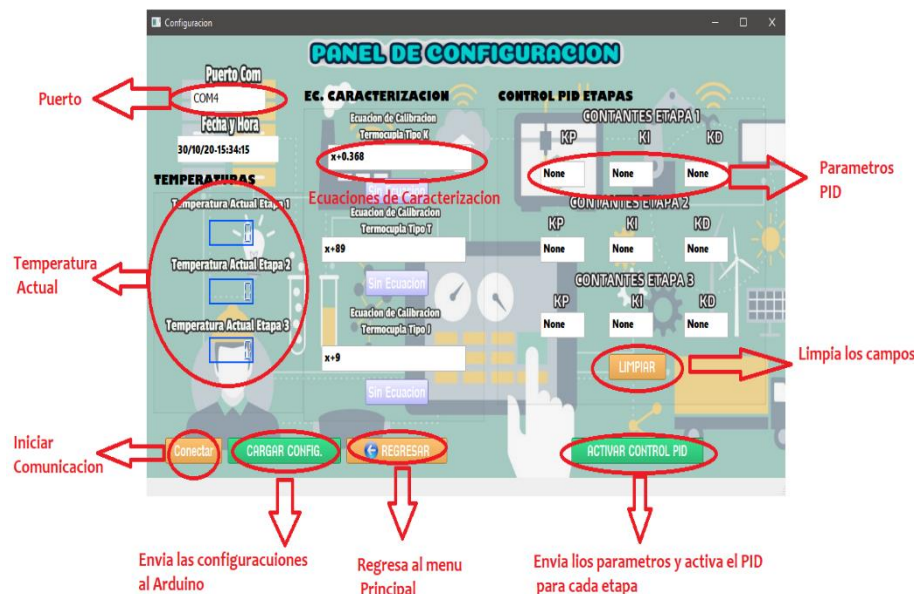 Configuracion
PANEL DE CONFIGURACION
Puerto Com
COM4
Fecha y Hora
30/10/20-15:34:15
TEMPERATURAS
Temperatura Actual Etapa 1
0
Temperatura Actual Etapa 2
0
Temperatura Actual Etapa 3
0
EC. CARACTERIZACION
Ecuacion de Calibracion
Termocupla Tipo K
x+0.368
Sin Ecuacion
Ecuaciones de Caracterizacion
Ecuacion de Calibracion
Termocupla Tipo T
x+89
Sin Ecuacion
Ecuacion de Calibracion
Termocupla Tipo J
x+9
Sin Ecuacion
CONTROL PID ETAPAS
CONTANTES ETAPA 1
KP KI KD
None None None
CONTANTES ETAPA 2
KP KI KD
None None None
CONTANTES ETAPA 3
KP KI KD
None None None
LIMPIAR
Conectar
CARGAR CONFIG.
REGRESAR
ACTIVAR CONTROL PID
Puerto
Temperatura
Actual
Iniciar
Comunicacion
Parametros
PID
Limpia los campos
Envia las configuracuiones
al Arduino
Regresa al menu
Principal
Envia lios parametros y activa el PID
para cada etapa